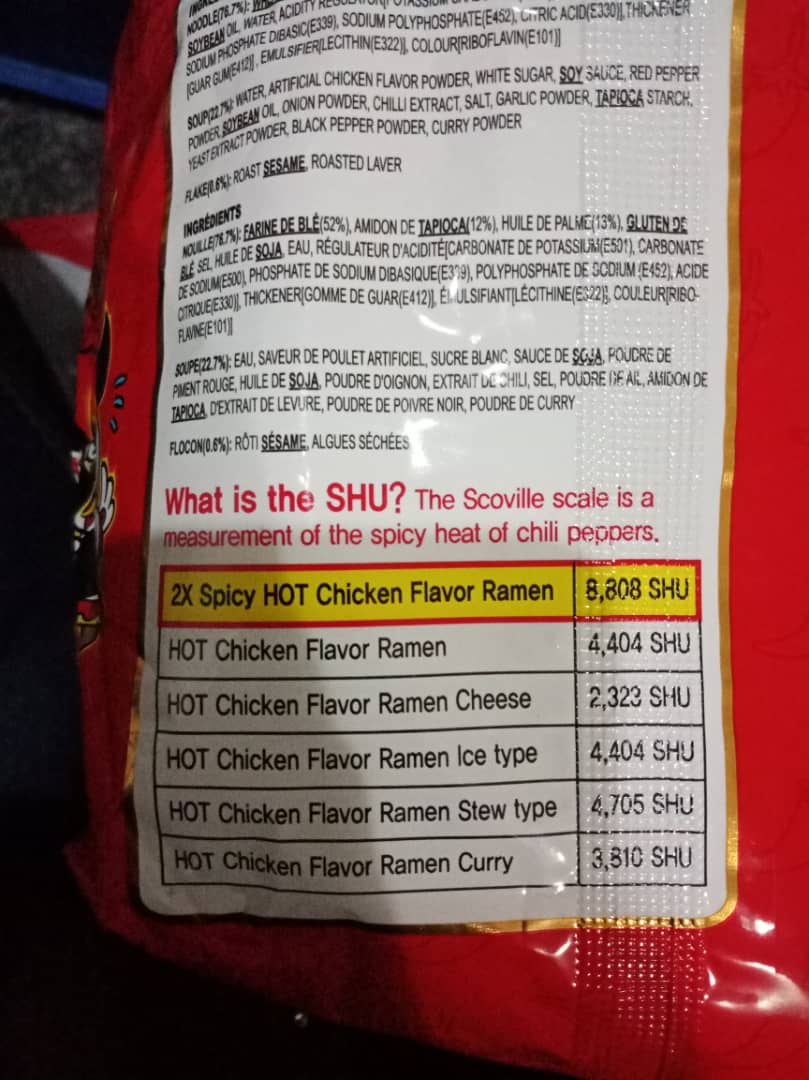 NOODLE(76.7%):
SOYBEAN OIL, WATER, ACIDITY
SODIUM PHOSPHATE DIBASIC(E339), SODIUM POLYPHOSPHATE(E452), CITRIC ACID(E330)], THICKENER
[GUAR GUM(E412)], EMULSIFIER[LECITHIN(E322)], COLOUR[RIBOFLAVIN(E101)]
SOUP(22.7%): WATER, ARTIFICIAL CHICKEN FLAVOR POWDER, WHITE SUGAR, SOY SAUCE, RED PEPPER
POWDER, SOYBEAN OIL, ONION POWDER, CHILLI EXTRACT, SALT, GARLIC POWDER, TAPIOCA STARCH,
YEAST EXTRACT POWDER, BLACK PEPPER POWDER, CURRY POWDER
FLAKE(0.6%): ROAST SESAME, ROASTED LAVER
INGRÉDIENTS
NOUILLE(76.7%): FARINE DE BLÉ(52%), AMIDON DE TAPIOCA(12%), HUILE DE PALME(13%), GLUTEN DE
BLÉ SEL, HUILE DE SOJA, EAU, RÉGULATEUR D'ACIDITÉ[CARBONATE DE POTASSIUM(E501), CARBONATE
DE SODIUM(E500), PHOSPHATE DE SODIUM DIBASIQUE(E339), POLYPHOSPHATE DE SODIUM (E452), ACIDE
CITRIQUE(E330)], THICKENER[GOMME DE GUAR(E412)], ÉMULSIFIANT[LÉCITHINE(E322)], COULEUR[RIBO-
FLAVINE(E101)]
SOUPE(22.7%): EAU, SAVEUR DE POULET ARTIFICIEL, SUCRE BLANC, SAUCE DE SOJA, POUDRE DE
PIMENT ROUGE, HUILE DE SOJA, POUDRE D'OIGNON, EXTRAIT DE CHILI, SEL, POUDRE DE AIL, AMIDON DE
TAPIOCA, D'EXTRAIT DE LEVURE, POUDRE DE POIVRE NOIR, POUDRE DE CURRY
FLOCON(0.6%): RÔTI SÉSAME, ALGUES SÉCHÉES
What is the SHU? The Scoville scale is a
measurement of the spicy heat of chili peppers.
2X Spicy HOT Chicken Flavor Ramen 8,808 SHU
HOT Chicken Flavor Ramen 4,404 SHU
HOT Chicken Flavor Ramen Cheese 2,323 SHU
HOT Chicken Flavor Ramen Ice type 4,404 SHU
HOT Chicken Flavor Ramen Stew type 4,705 SHU
HOT Chicken Flavor Ramen Curry 3,810 SHU